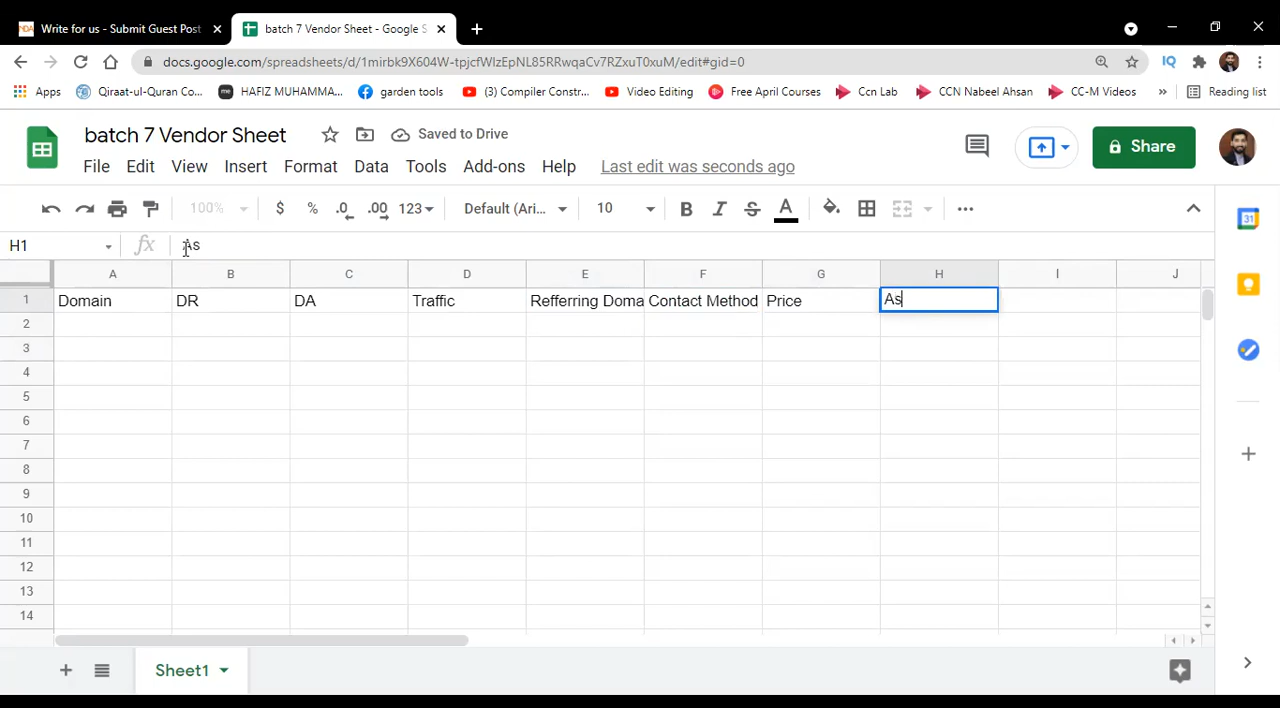 Write for us - Submit Guest Post
batch 7 Vendor Sheet - Google S
docs.google.com/spreadsheets/d/1mirbk9X604W-tpjcfWIzEpNL85RRwqaCv7RZxuT0xuM/edit#gid=0
IQ
Apps
Qiraat-ul-Quran Co...
me
HAFIZ MUHAMMA...
garden tools
(3) Compiler Constr...
Video Editing
Free April Courses
Ccn Lab
CCN Nabeel Ahsan
CC-M Videos
»
Reading list
batch 7 Vendor Sheet
Saved to Drive
Share
File Edit View Insert Format Data Tools Add-ons Help Last edit was seconds ago
100% $ % .0 .00 123 Default (Ari... 10 B I S A
31
H1 fx As
A B C D E F G H I J
1 Domain DR DA Traffic Refferring Doma Contact Method Price As
2
3
4
5
6
7
8
9
10
11
12
13
14
Sheet1